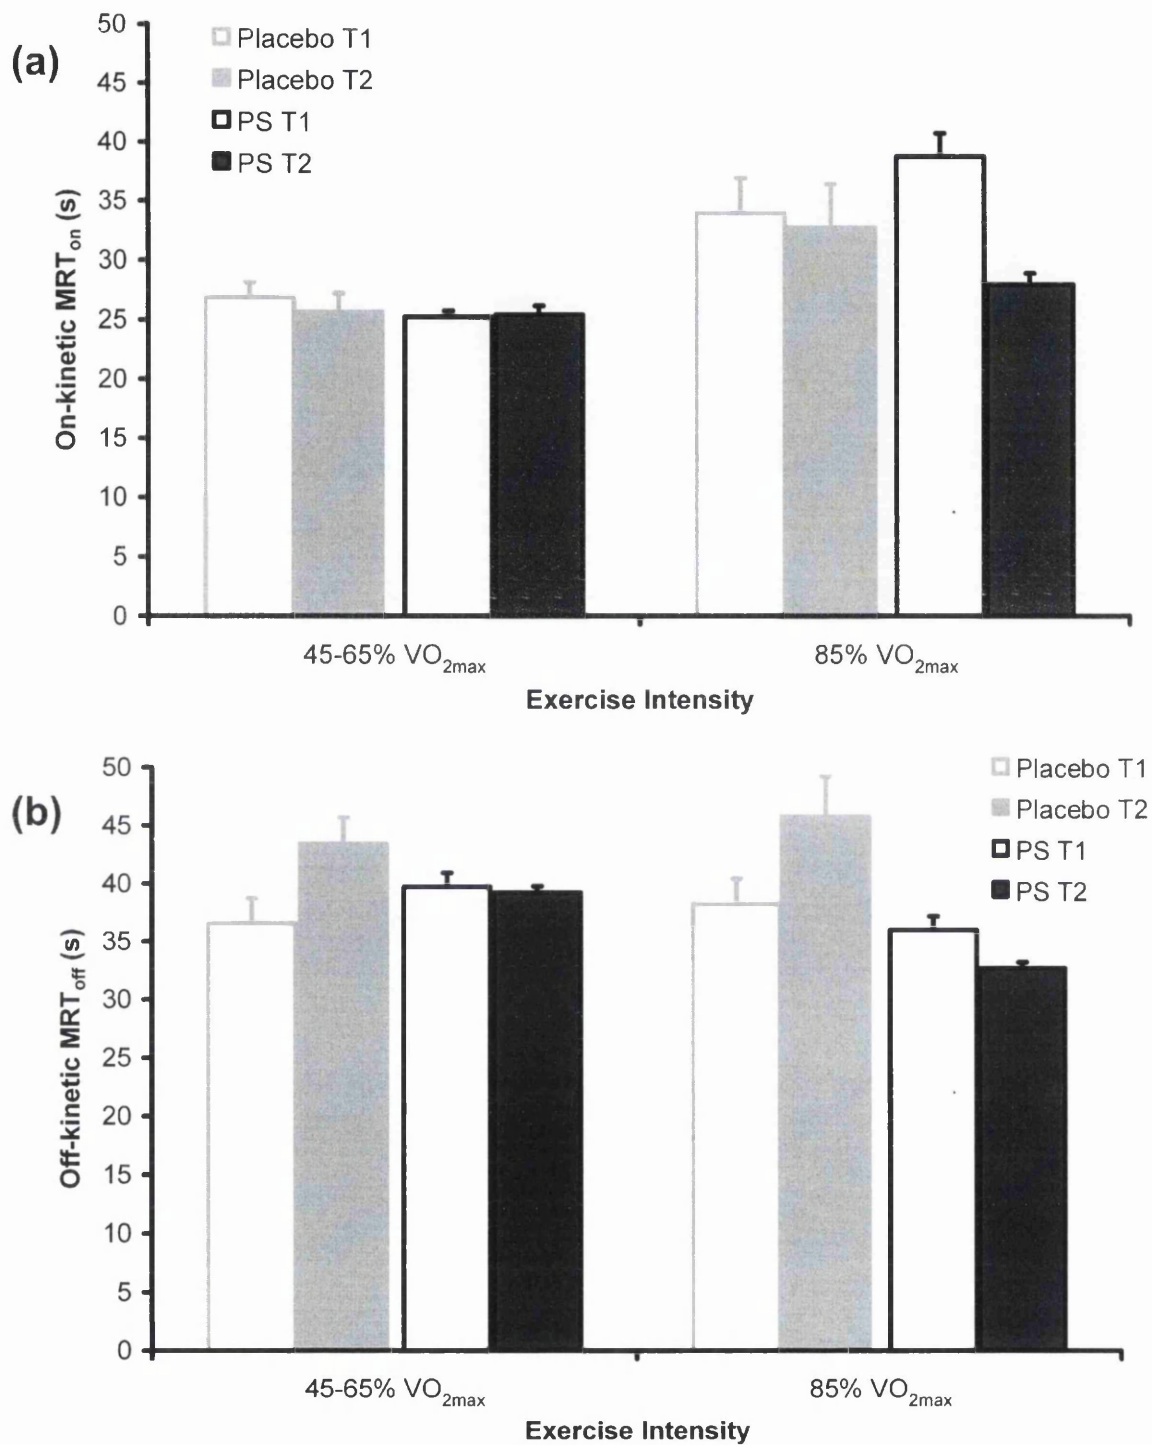 (a)
50
45
40
35
30
25
20
15
10
5
0
On-kinetic MRTon (s)
Placebo T1
Placebo T2
PS T1
PS T2
45-65% VO2max
85% VO2max
Exercise Intensity
(b)
50
45
40
35
30
25
20
15
10
5
0
Off-kinetic MRToff (s)
Placebo T1
Placebo T2
PS T1
PS T2
45-65% VO2max
85% VO2max
Exercise Intensity